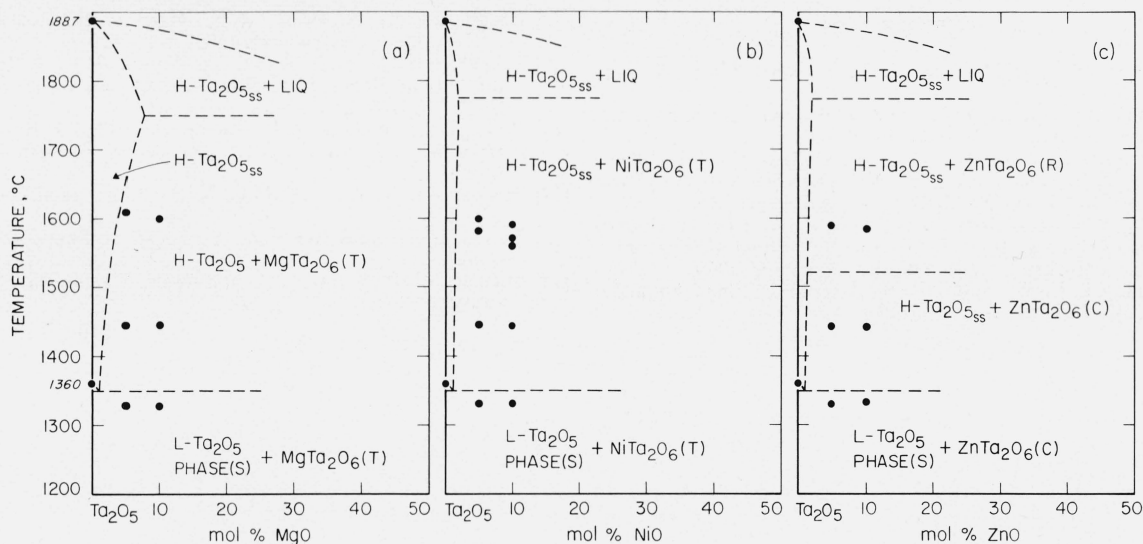 1887
1800
1700
1600
1500
1400
1360
1300
1200
TEMPERATURE, °C
(a)
H-Ta₂O₅ss + LIQ
H-Ta₂O₅ss
H-Ta₂O₅ + MgTa₂O₆(T)
L-Ta₂O₅
PHASE(S) + MgTa₂O₆(T)
Ta₂O₅ 10 20 30 40 50
mol % MgO
(b)
H-Ta₂O₅ss + LIQ
H-Ta₂O₅ss + NiTa₂O₆(T)
L-Ta₂O₅
PHASE(S) + NiTa₂O₆(T)
Ta₂O₅ 10 20 30 40 50
mol % NiO
(c)
H-Ta₂O₅ss + LIQ
H-Ta₂O₅ss + ZnTa₂O₆(R)
H-Ta₂O₅ss + ZnTa₂O₆(C)
L-Ta₂O₅
PHASE(S) + ZnTa₂O₆(C)
Ta₂O₅ 10 20 30 40 50
mol % ZnO